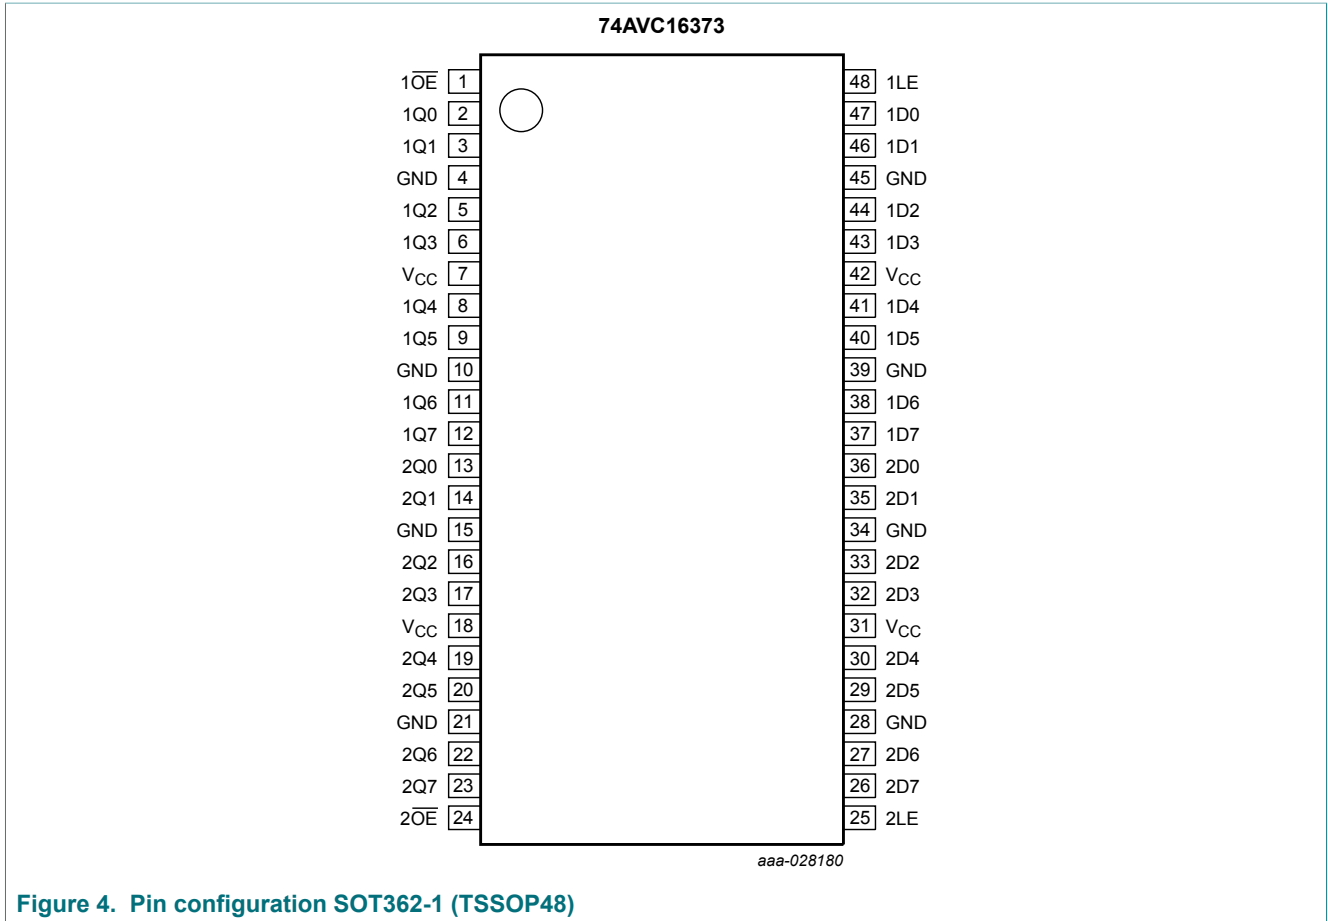 74AVC16373
1O̅E̅ 1 48 1LE
1Q0 2 47 1D0
1Q1 3 46 1D1
GND 4 45 GND
1Q2 5 44 1D2
1Q3 6 43 1D3
VCC 7 42 VCC
1Q4 8 41 1D4
1Q5 9 40 1D5
GND 10 39 GND
1Q6 11 38 1D6
1Q7 12 37 1D7
2Q0 13 36 2D0
2Q1 14 35 2D1
GND 15 34 GND
2Q2 16 33 2D2
2Q3 17 32 2D3
VCC 18 31 VCC
2Q4 19 30 2D4
2Q5 20 29 2D5
GND 21 28 GND
2Q6 22 27 2D6
2Q7 23 26 2D7
2O̅E̅ 24 25 2LE
aaa-028180
Figure 4. Pin configuration SOT362-1 (TSSOP48)